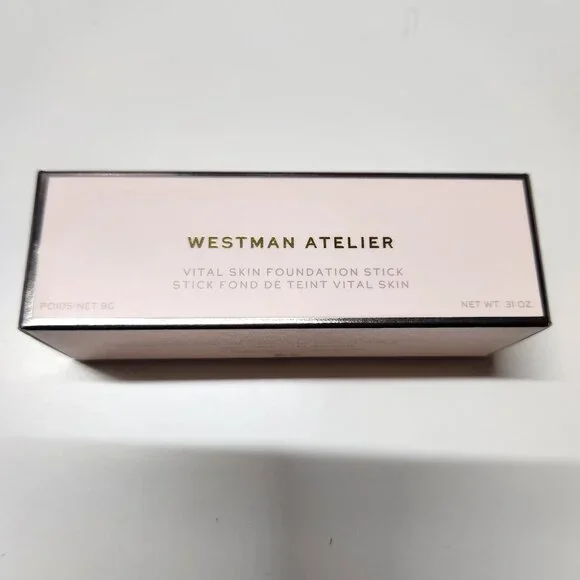 WESTMAN ATELIER
VITAL SKIN FOUNDATION STICK
STICK FOND DE TEINT VITAL SKIN
POIDS NET 9G
NET WT. .31 OZ.